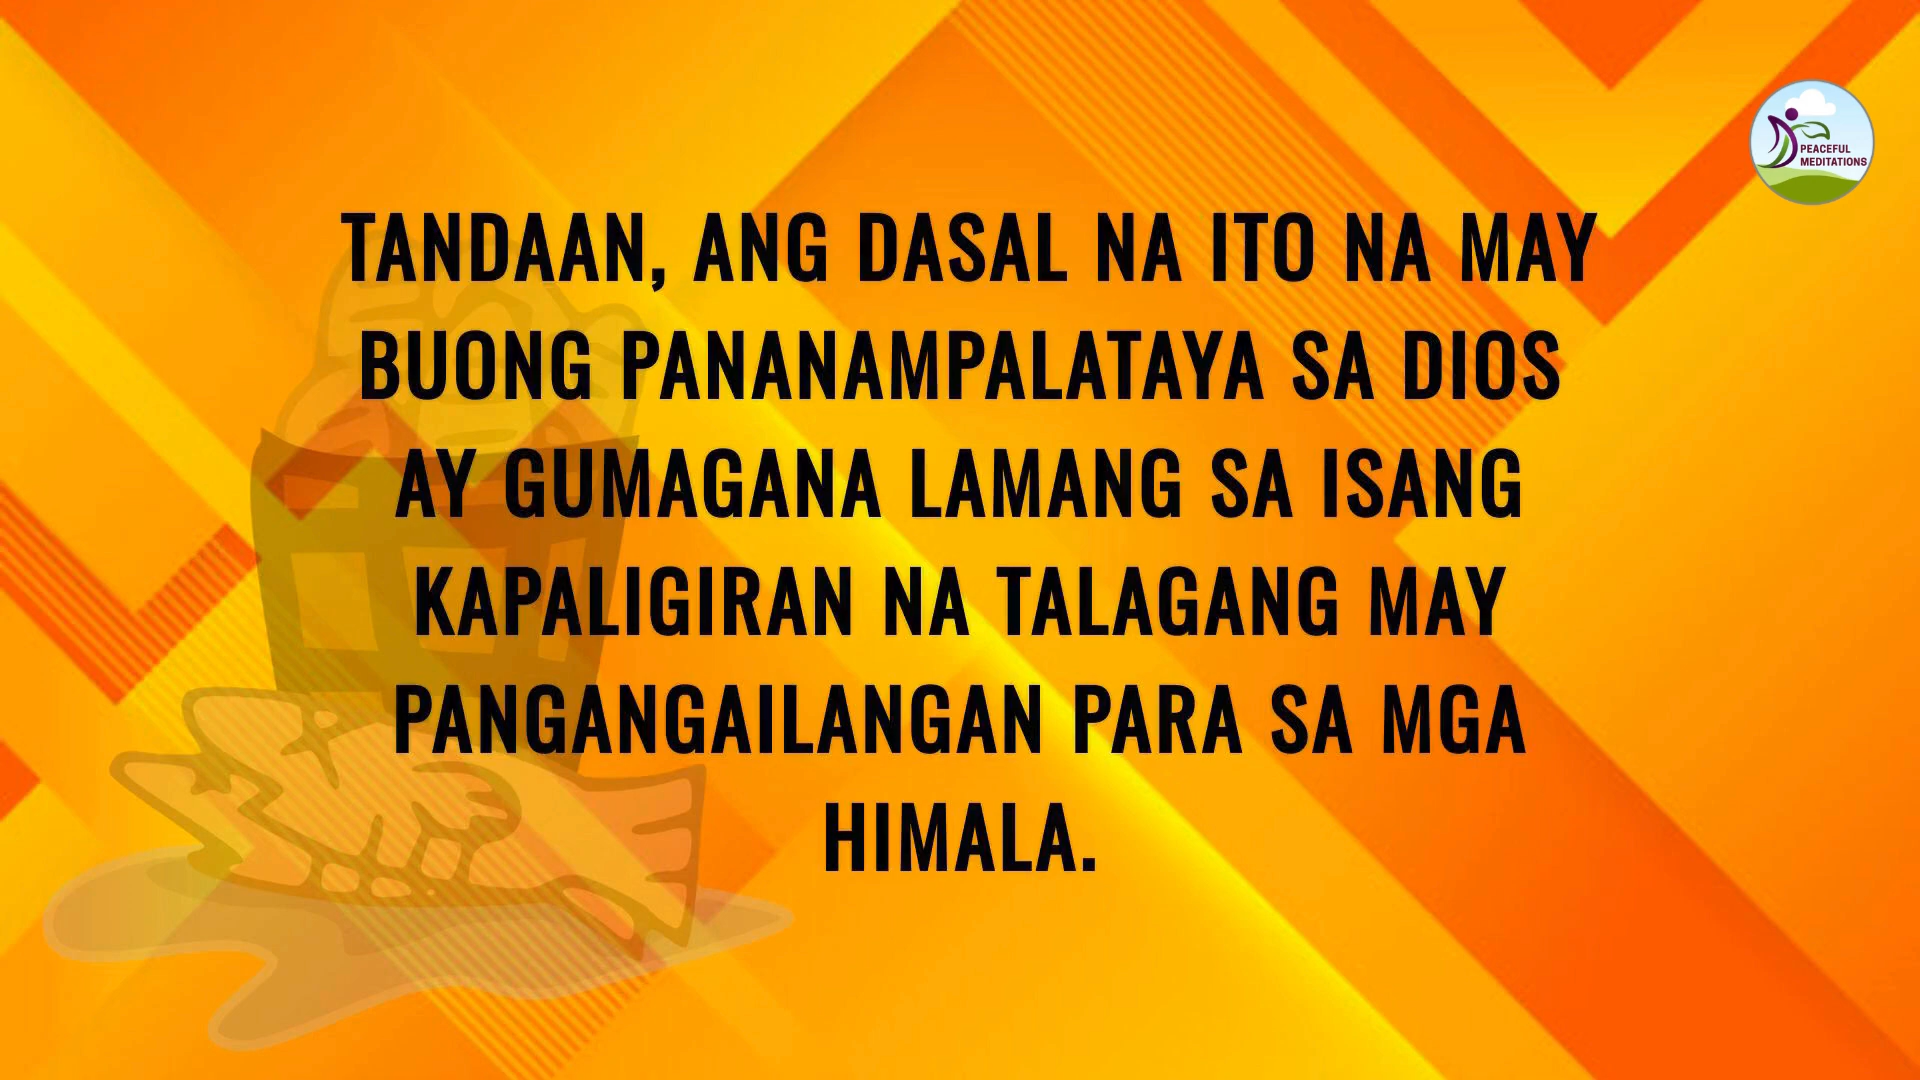 PEACEFUL
MEDITATIONS
TANDAAN, ANG DASAL NA ITO NA MAY
BUONG PANANAMPALATAYA SA DIOS
AY GUMAGANA LAMANG SA ISANG
KAPALIGIRAN NA TALAGANG MAY
PANGANGAILANGAN PARA SA MGA
HIMALA.